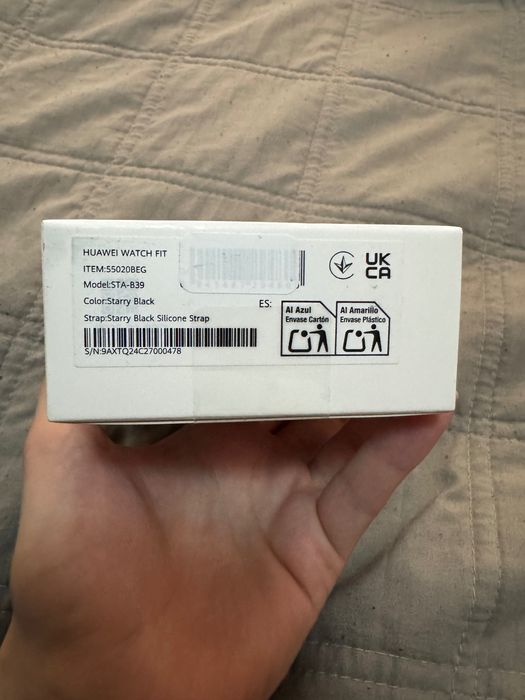 HUAWEI WATCH FIT
ITEM:55020BEG
Model:STA-B39
Color:Starry Black
Strap:Starry Black Silicone Strap
S/N:9AXTQ24C27000478
UK
CA
ES:
Al Azul
Envase Cartón
Al Amarillo
Envase Plástico